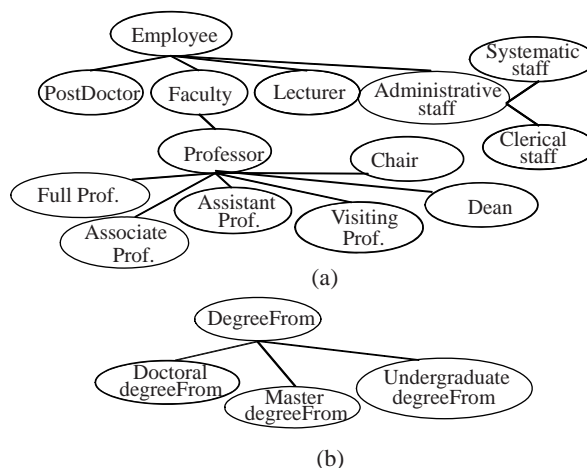 Employee
Systematic
staff
PostDoctor
Faculty
Lecturer
Administrative
staff
Clerical
staff
Professor
Chair
Full Prof.
Associate
Prof.
Assistant
Prof.
Visiting
Prof.
Dean
(a)
DegreeFrom
Doctoral
degreeFrom
Master
degreeFrom
Undergraduate
degreeFrom
(b)